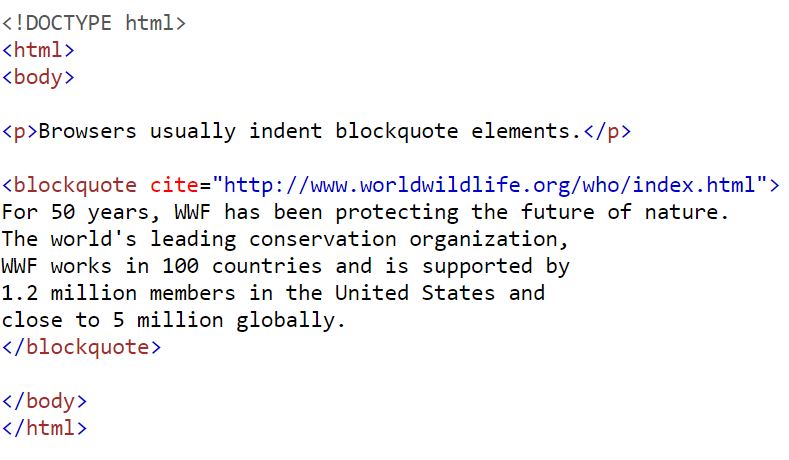 <!DOCTYPE html>
<html>
<body>
<p>Browsers usually indent blockquote elements.</p>
<blockquote cite="http://www.worldwildlife.org/who/index.html">
For 50 years, WWF has been protecting the future of nature.
The world's leading conservation organization,
WWF works in 100 countries and is supported by
1.2 million members in the United States and
close to 5 million globally.
</blockquote>
</body>
</html>